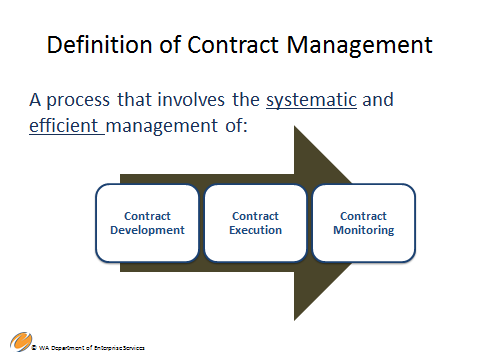 Definition of Contract Management
A process that involves the systematic and
efficient management of:
Contract
Development
Contract
Execution
Contract
Monitoring
© WA Department of Enterprise Services